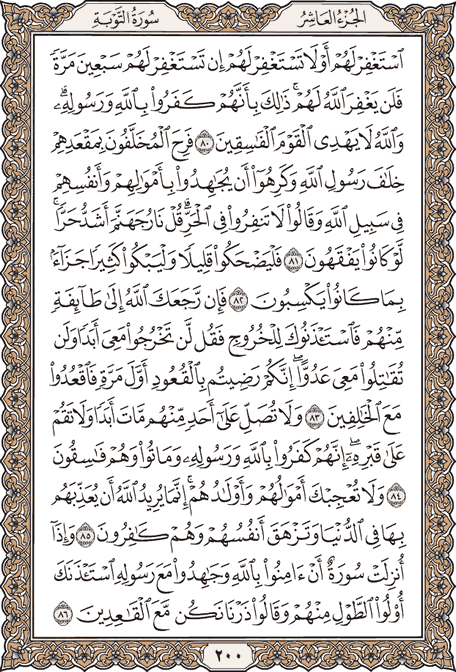 الجزء العاشر سورة التوبة
ٱسۡتَغۡفِرۡ لَهُمۡ أَوۡ لَا تَسۡتَغۡفِرۡ لَهُمۡ إِن تَسۡتَغۡفِرۡ لَهُمۡ سَبۡعِينَ مَرَّةٗ
فَلَن يَغۡفِرَ ٱللَّهُ لَهُمۡۚ ذَٰلِكَ بِأَنَّهُمۡ كَفَرُواْ بِٱللَّهِ وَرَسُولِهِۦۗ
وَٱللَّهُ لَا يَهۡدِي ٱلۡقَوۡمَ ٱلۡفَٰسِقِينَ ٨٠ فَرِحَ ٱلۡمُخَلَّفُونَ بِمَقۡعَدِهِمۡ
خِلَٰفَ رَسُولِ ٱللَّهِ وَكَرِهُوٓاْ أَن يُجَٰهِدُواْ بِأَمۡوَٰلِهِمۡ وَأَنفُسِهِمۡ
فِي سَبِيلِ ٱللَّهِ وَقَالُواْ لَا تَنفِرُواْ فِي ٱلۡحَرِّۗ قُلۡ نَارُ جَهَنَّمَ أَشَدُّ حَرّٗاۚ
لَّوۡ كَانُواْ يَفۡقَهُونَ ٨١ فَلۡيَضۡحَكُواْ قَلِيلٗا وَلۡيَبۡكُواْ كَثِيرٗا جَزَآءَۢ
بِمَا كَانُواْ يَكۡسِبُونَ ٨٢ فَإِن رَّجَعَكَ ٱللَّهُ إِلَىٰ طَآئِفَةٖ
مِّنۡهُمۡ فَٱسۡتَـٔۡذَنُوكَ لِلۡخُرُوجِ فَقُل لَّن تَخۡرُجُواْ مَعِيَ أَبَدٗا وَلَن
تُقَٰتِلُواْ مَعِيَ عَدُوًّاۖ إِنَّكُمۡ رَضِيتُم بِٱلۡقُعُودِ أَوَّلَ مَرَّةٖ فَٱقۡعُدُواْ
مَعَ ٱلۡخَٰلِفِينَ ٨٣ وَلَا تُصَلِّ عَلَىٰٓ أَحَدٖ مِّنۡهُم مَّاتَ أَبَدٗا وَلَا تَقُمۡ
عَلَىٰ قَبۡرِهِۦٓۖ إِنَّهُمۡ كَفَرُواْ بِٱللَّهِ وَرَسُولِهِۦ وَمَاتُواْ وَهُمۡ فَٰسِقُونَ
٨٤ وَلَا تُعۡجِبۡكَ أَمۡوَٰلُهُمۡ وَأَوۡلَٰدُهُمۡۚ إِنَّمَا يُرِيدُ ٱللَّهُ أَن يُعَذِّبَهُم
بِهَا فِي ٱلدُّنۡيَا وَتَزۡهَقَ أَنفُسُهُمۡ وَهُمۡ كَٰفِرُونَ ٨٥ وَإِذَآ
أُنزِلَتۡ سُورَةٌ أَنۡ ءَامِنُواْ بِٱللَّهِ وَجَٰهِدُواْ مَعَ رَسُولِهِ ٱسۡتَـٔۡذَنَكَ
أُوْلُواْ ٱلطَّوۡلِ مِنۡهُمۡ وَقَالُواْ ذَرۡنَا نَكُن مَّعَ ٱلۡقَٰعِدِينَ ٨٦
٢٠٠